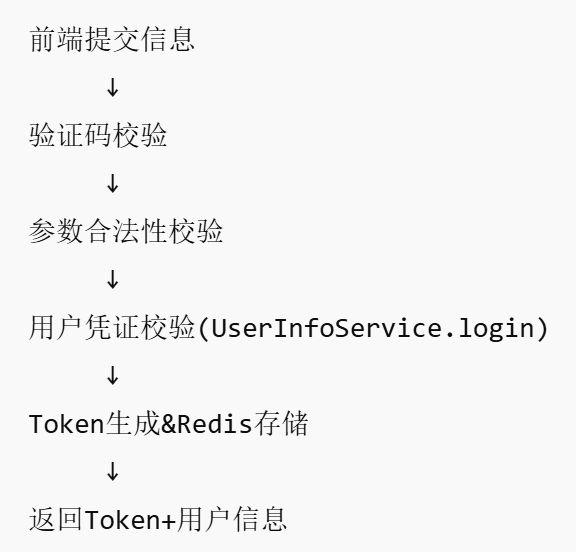 前端提交信息
↓
验证码校验
↓
参数合法性校验
↓
用户凭证校验(UserInfoService.login)
↓
Token生成&Redis存储
↓
返回Token+用户信息